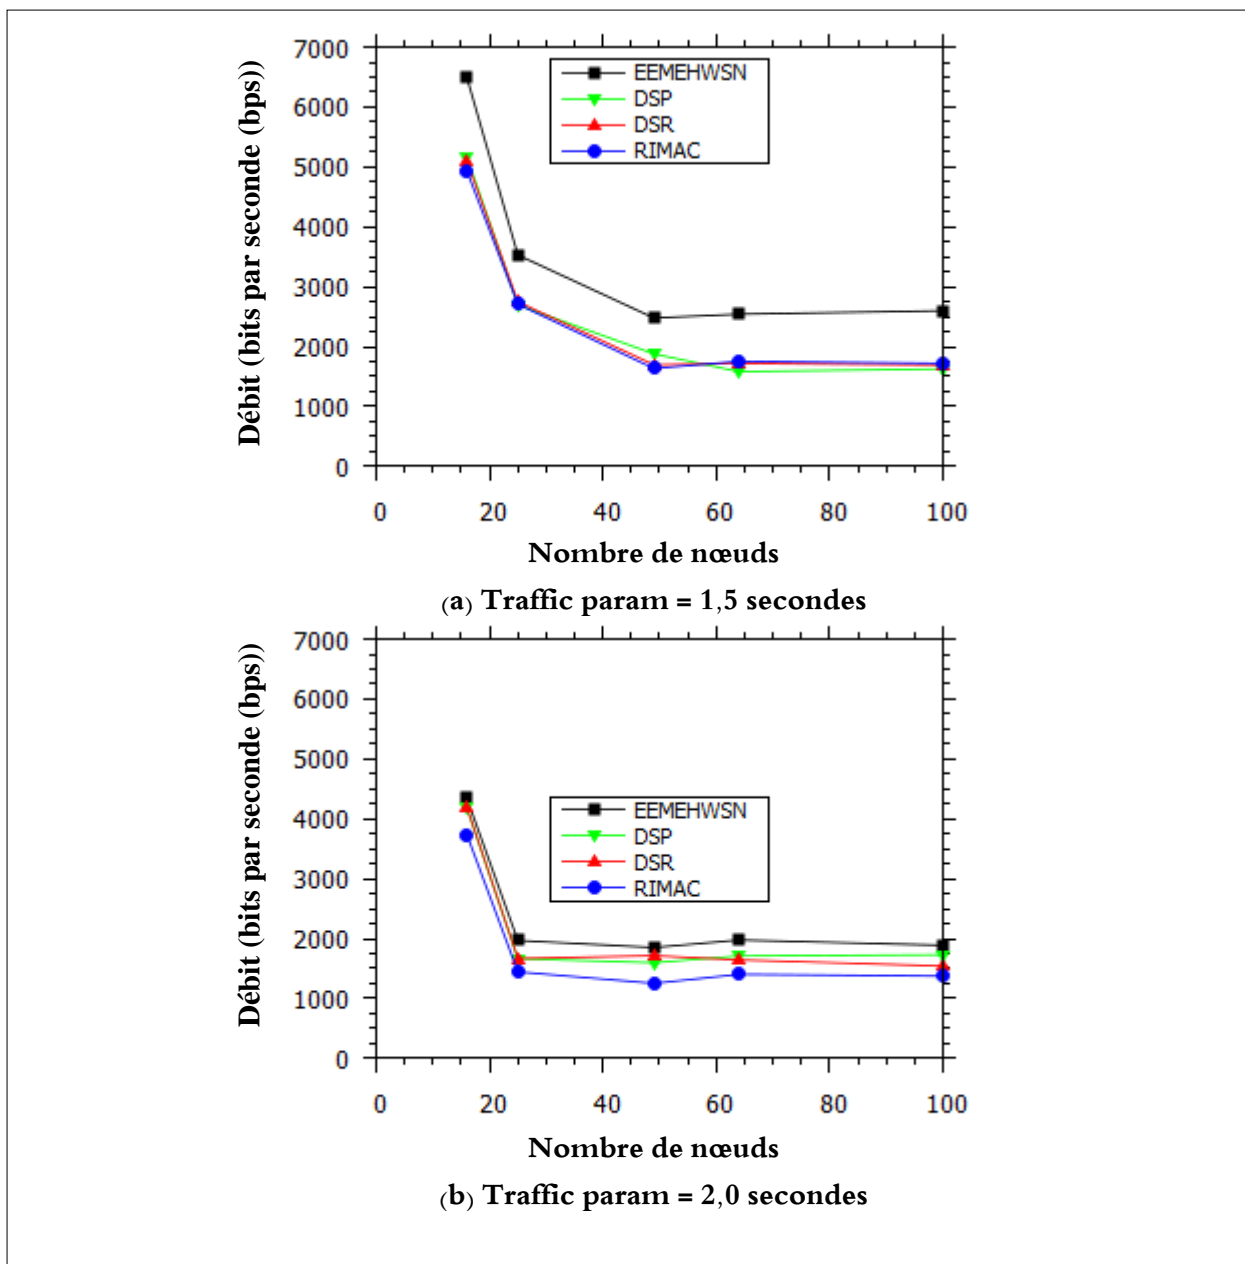 7000
6000
5000
4000
3000
2000
1000
0
Débit (bits par seconde (bps))
EEMEHWSN
DSP
DSR
RIMAC
0 20 40 60 80 100
Nombre de nœuds
(a) Traffic param = 1,5 secondes
7000
6000
5000
4000
3000
2000
1000
0
Débit (bits par seconde (bps))
EEMEHWSN
DSP
DSR
RIMAC
0 20 40 60 80 100
Nombre de nœuds
(b) Traffic param = 2,0 secondes